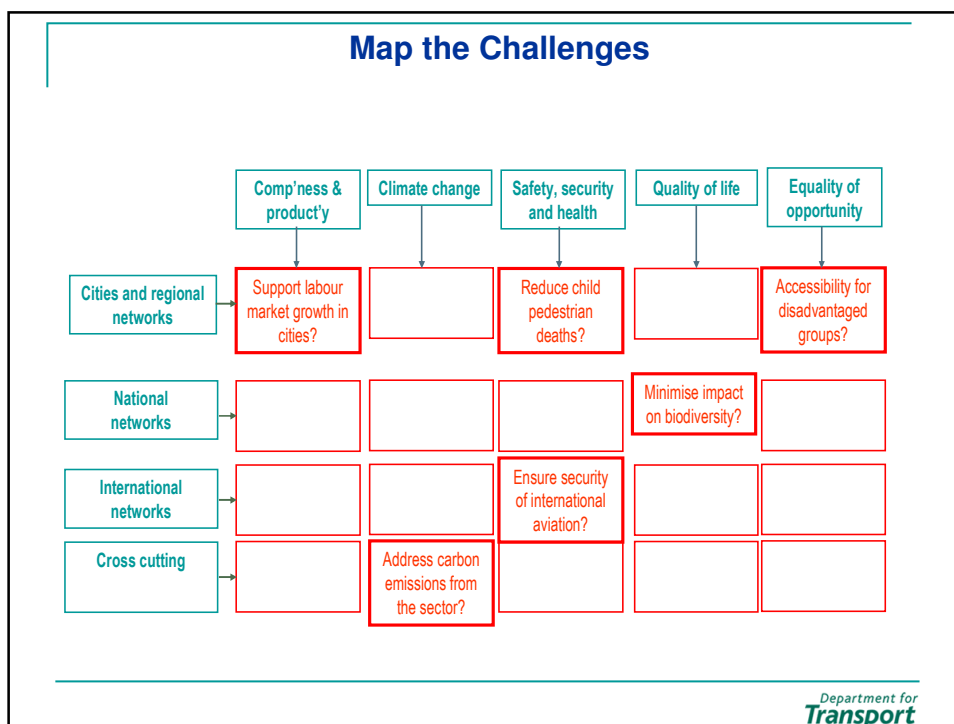 Map the Challenges
Comp'ness &
product'y
Climate change
Safety, security
and health
Quality of life
Equality of
opportunity
Cities and regional
networks
Support labour
market growth in
cities?
Reduce child
pedestrian
deaths?
Accessibility for
disadvantaged
groups?
National
networks
Minimise impact
on biodiversity?
International
networks
Ensure security
of international
aviation?
Cross cutting
Address carbon
emissions from
the sector?
Department for
Transport